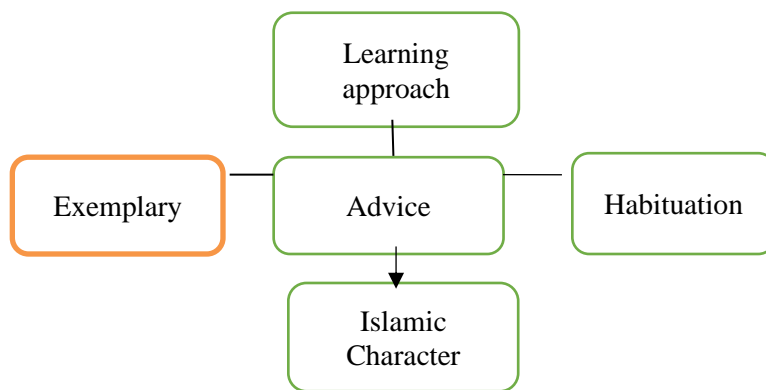 Learning
approach
Exemplary
Advice
Habituation
Islamic
Character